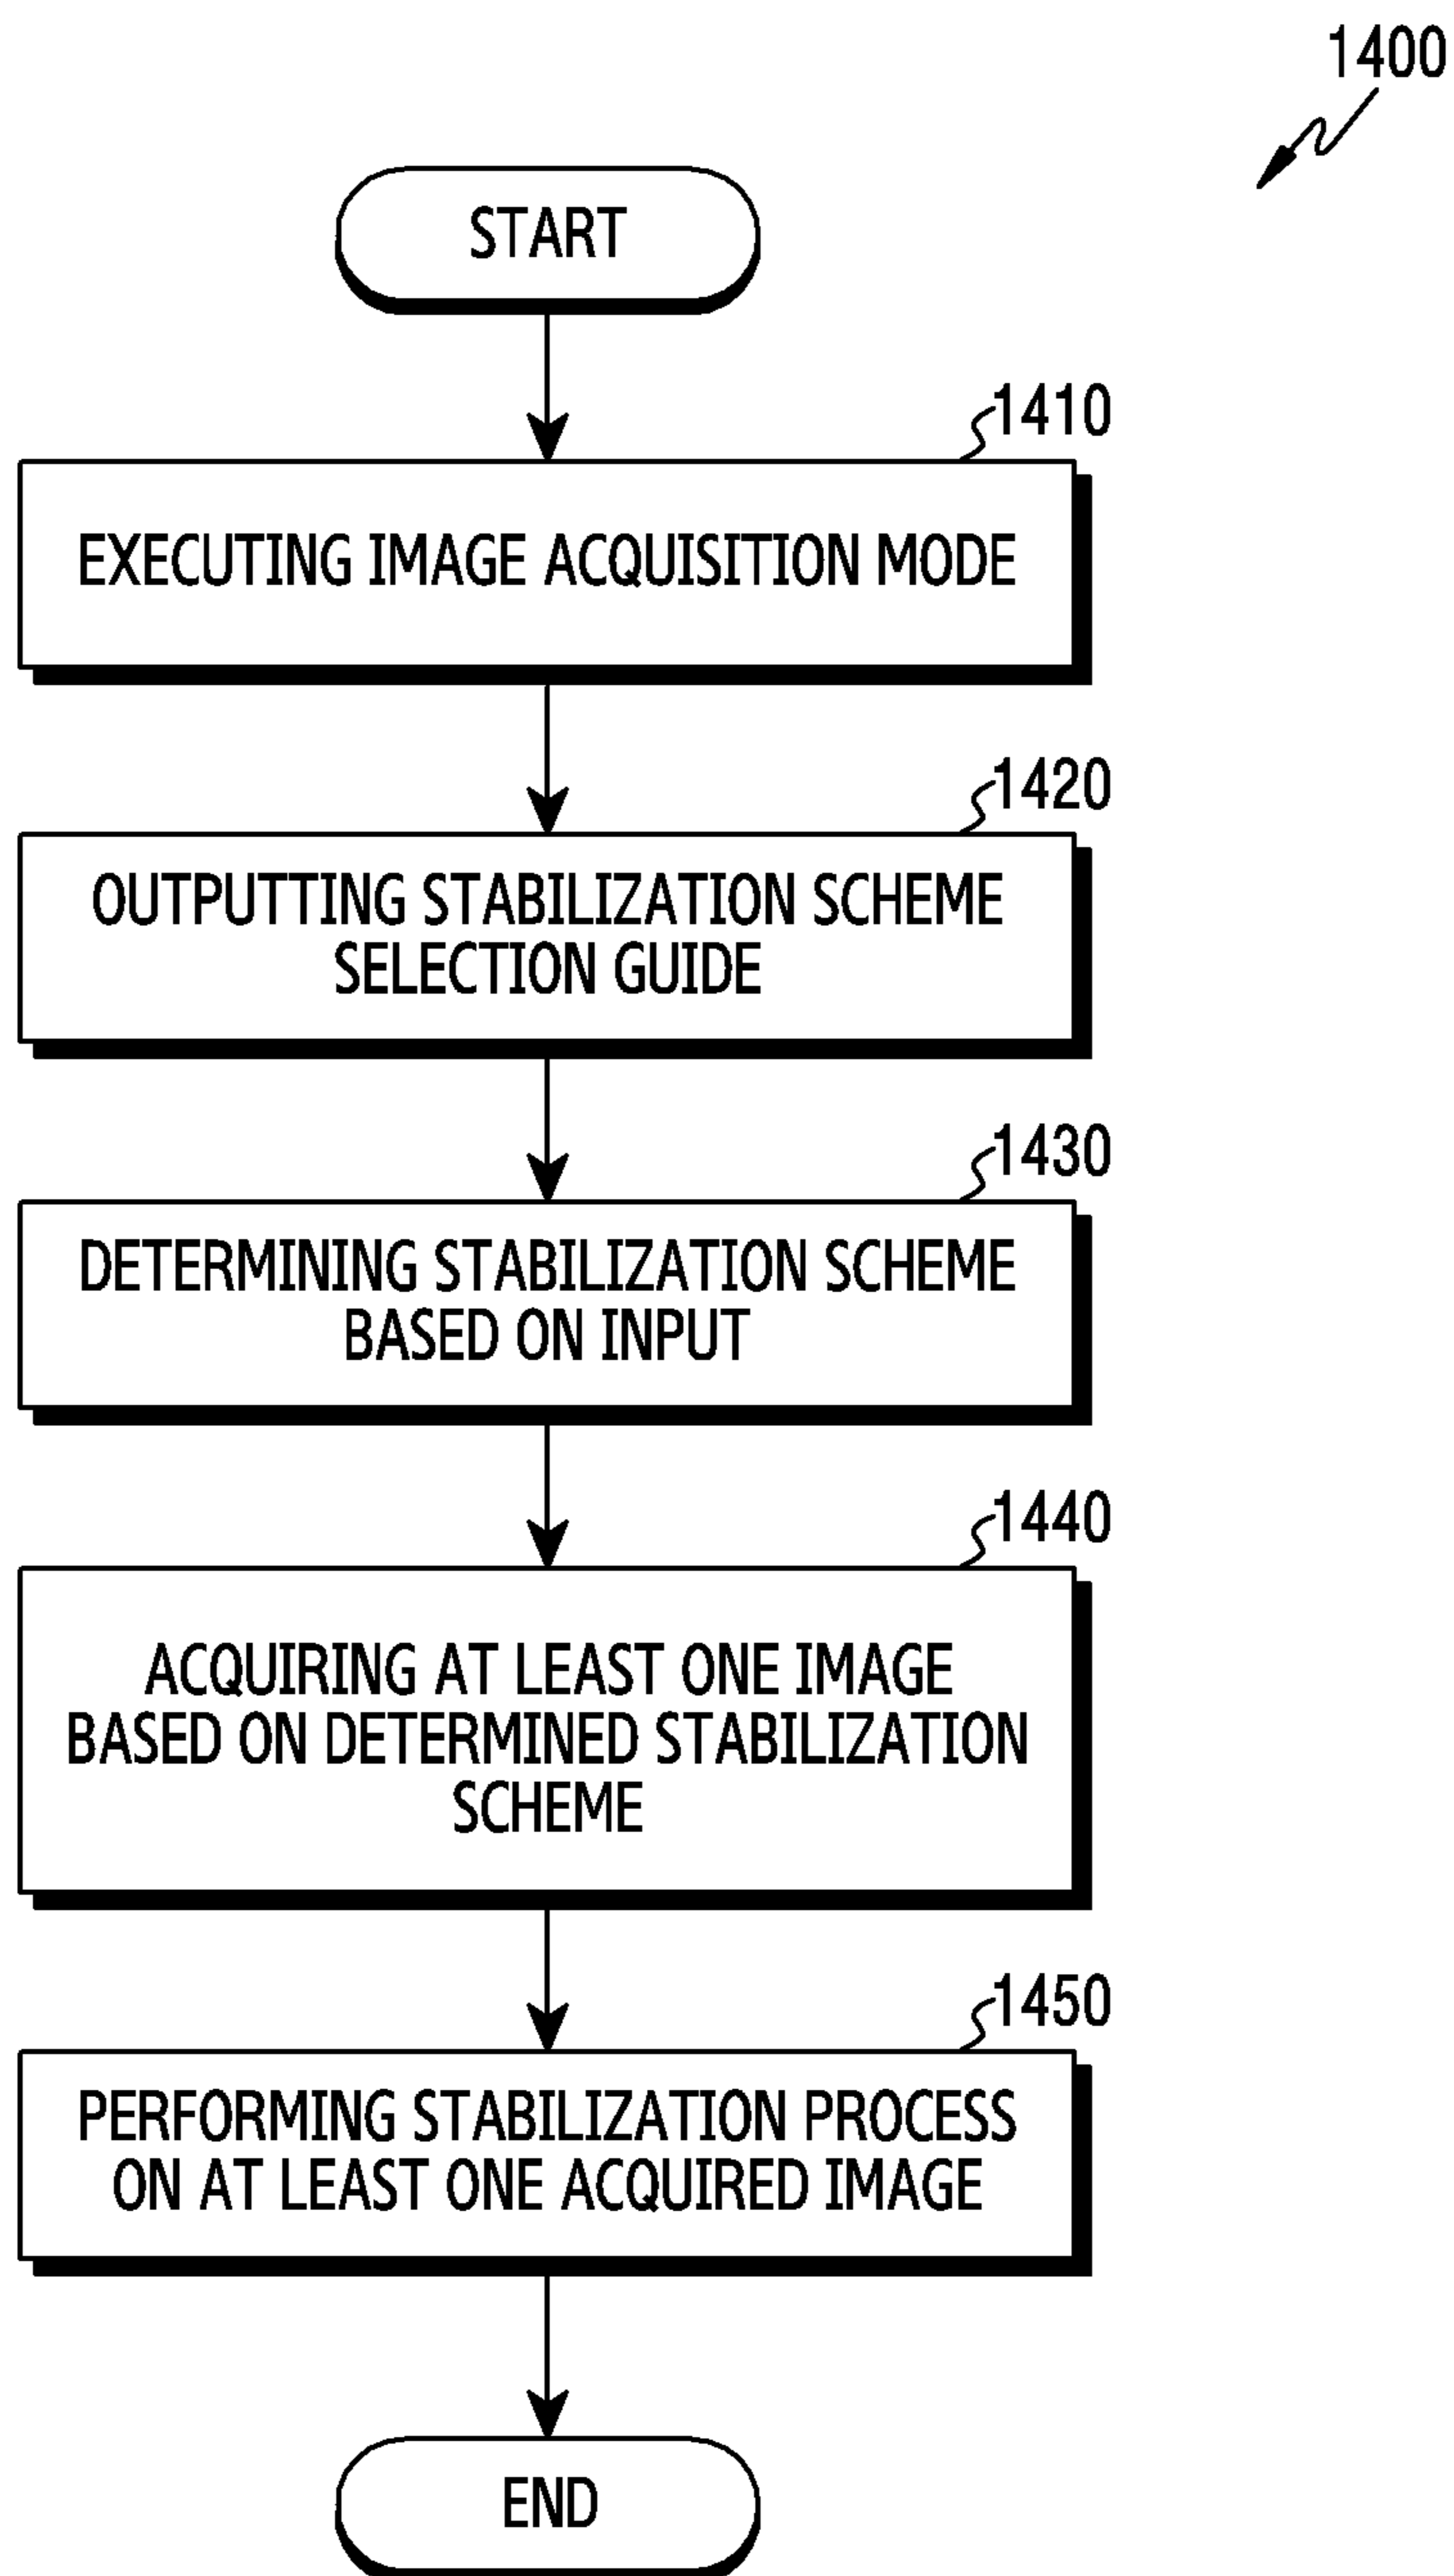 1400
START
1410
EXECUTING IMAGE ACQUISITION MODE
1420
OUTPUTTING STABILIZATION SCHEME
SELECTION GUIDE
1430
DETERMINING STABILIZATION SCHEME
BASED ON INPUT
1440
ACQUIRING AT LEAST ONE IMAGE
BASED ON DETERMINED STABILIZATION
SCHEME
1450
PERFORMING STABILIZATION PROCESS
ON AT LEAST ONE ACQUIRED IMAGE
END